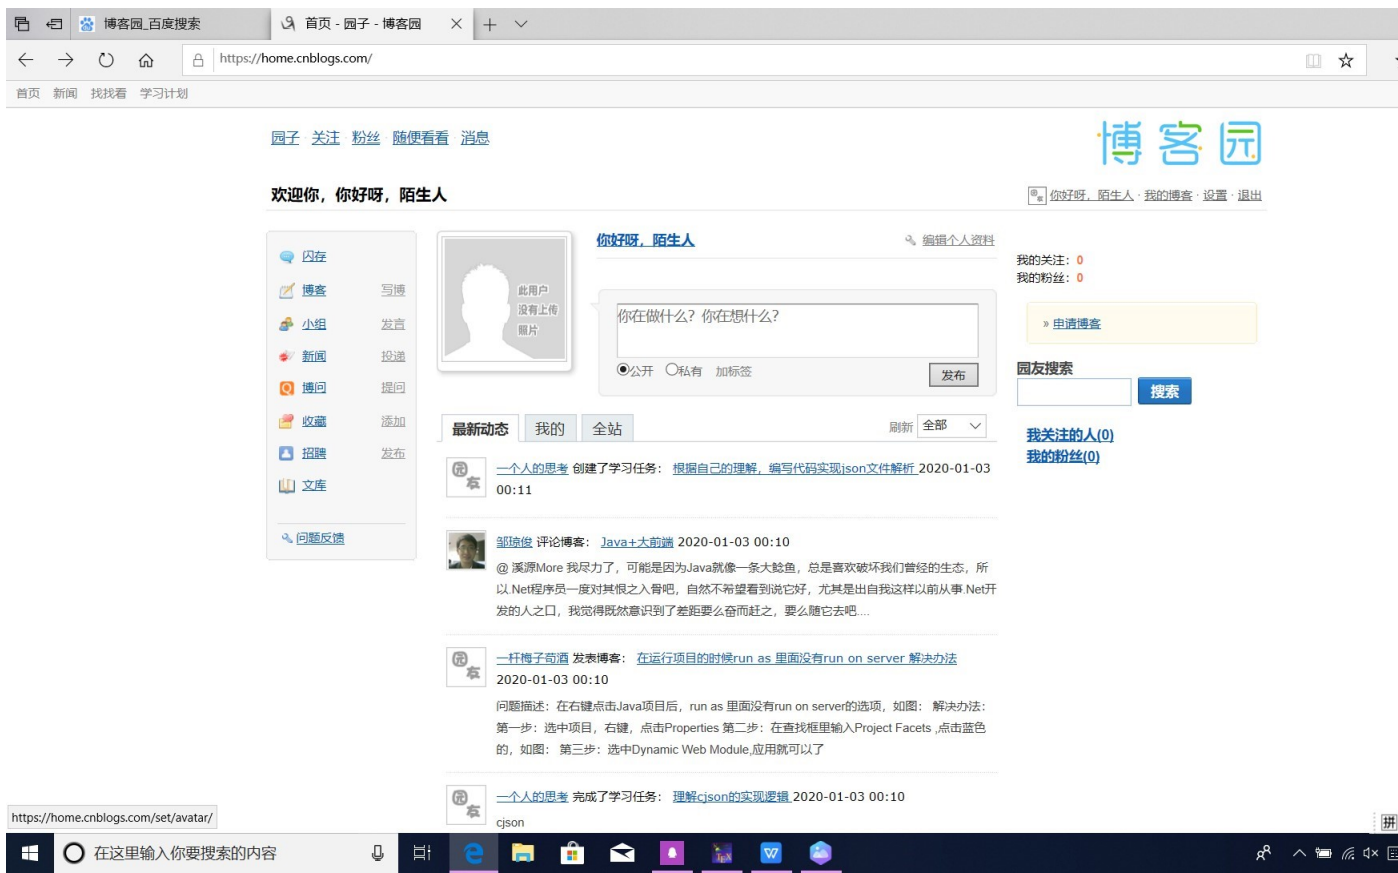 博客园_百度搜索
首页 - 园子 - 博客园
https://home.cnblogs.com/
首页 新闻 找找看 学习计划
园子 · 关注 · 粉丝 · 随便看看 · 消息
博客园
欢迎你，你好呀，陌生人
你好呀，陌生人 · 我的博客 · 设置 · 退出
闪存
博客 写博
小组 发言
新闻 投递
博问 提问
收藏 添加
招聘 发布
文库
问题反馈
此用户
没有上传
照片
你好呀，陌生人
编辑个人资料
你在做什么？你在想什么？
公开 私有 加标签
发布
我的关注：0
我的粉丝：0
» 申请博客
园友搜索
搜索
我关注的人(0)
我的粉丝(0)
最新动态 我的 全站
刷新 全部
园友
一个人的思考 创建了学习任务： 根据自己的理解，编写代码实现json文件解析 2020-01-03
00:11
邹琼俊 评论博客： Java+大前端 2020-01-03 00:10
@ 溪源More 我尽力了，可能是因为Java就像一条大鲶鱼，总是喜欢破坏我们曾经的生态，所
以.Net程序员一度对其恨之入骨吧，自然不希望看到说它好，尤其是出自我这样以前从事.Net开
发的人之口，我觉得既然意识到了差距要么奋而赶之，要么随它去吧....
园友
一杆梅子荀酒 发表博客： 在运行项目的时候run as 里面没有run on server 解决办法
2020-01-03 00:10
问题描述：在右键点击Java项目后，run as 里面没有run on server的选项，如图： 解决办法：
第一步：选中项目，右键，点击Properties 第二步：在查找框里输入Project Facets ,点击蓝色
的，如图： 第三步：选中Dynamic Web Module,应用就可以了
园友
一个人的思考 完成了学习任务： 理解cjson的实现逻辑 2020-01-03 00:10
cjson
https://home.cnblogs.com/set/avatar/
拼
在这里输入你要搜索的内容